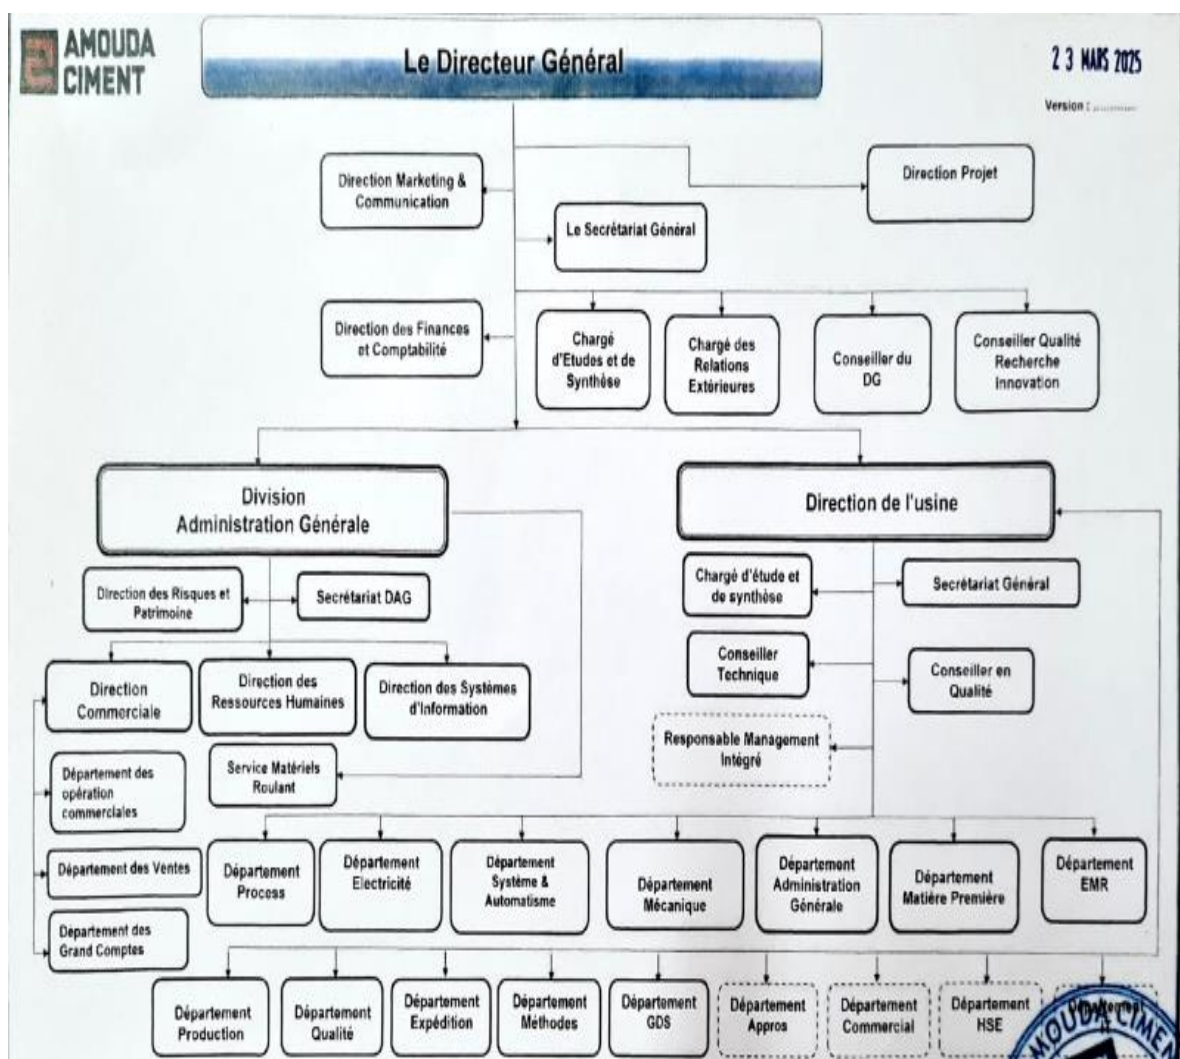 AMOUDA
CIMENT
Le Directeur Général
23 MARS 2025
Version :
Direction Marketing &
Communication
Direction Projet
Le Secrétariat Général
Direction des Finances
et Comptabilité
Chargé
d'Etudes et de
Synthèse
Chargé des
Relations
Extérieures
Conseiller du
DG
Conseiller Qualité
Recherche
Innovation
Division
Administration Générale
Direction de l'usine
Direction des Risques et
Patrimoine
Secrétariat DAG
Chargé d'étude et
de synthèse
Secrétariat Général
Direction
Commerciale
Direction des
Ressources Humaines
Direction des Systèmes
d'Information
Conseiller
Technique
Conseiller en
Qualité
Responsable Management
Intégré
Service Matériels
Roulant
Département des
opération
commerciales
Département des Ventes
Département des
Grand Comptes
Département
Process
Département
Electricité
Département
Système &
Automatisme
Département
Mécanique
Département
Administration
Générale
Département
Matière Première
Département
EMR
Département
Production
Département
Qualité
Département
Expédition
Département
Méthodes
Département
GDS
Département
Appros
Département
Commercial
Département
HSE
Département
AMOUDA CIMEN